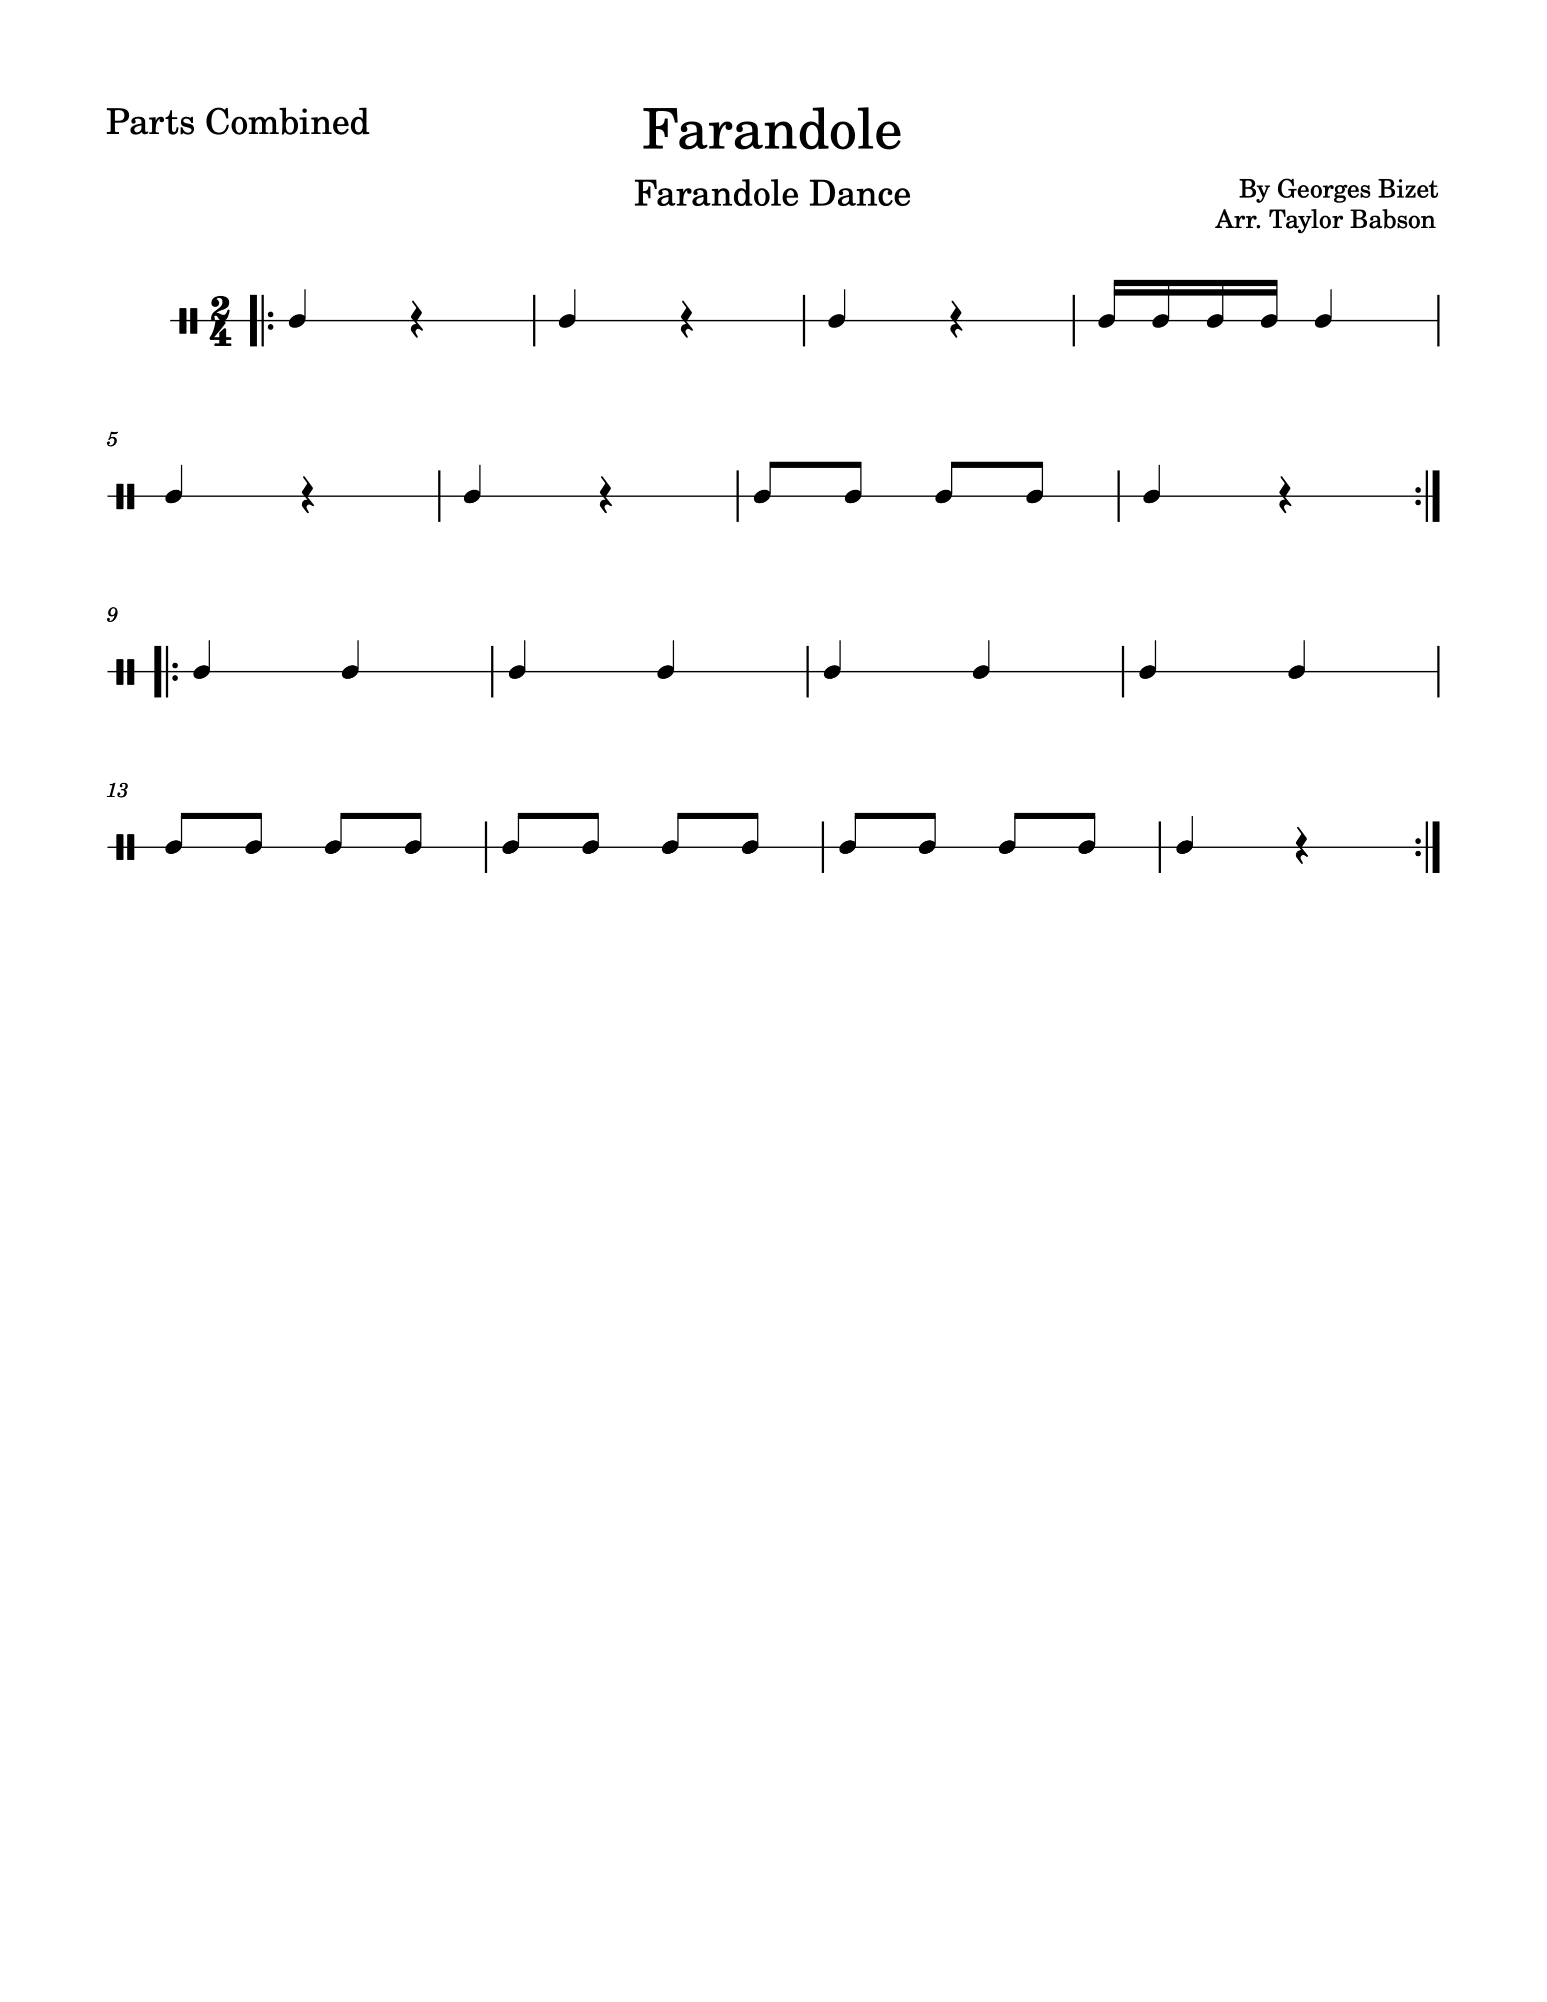 Parts Combined
Farandole
Farandole Dance
By Georges Bizet
Arr. Taylor Babson
2
4
5
9
13